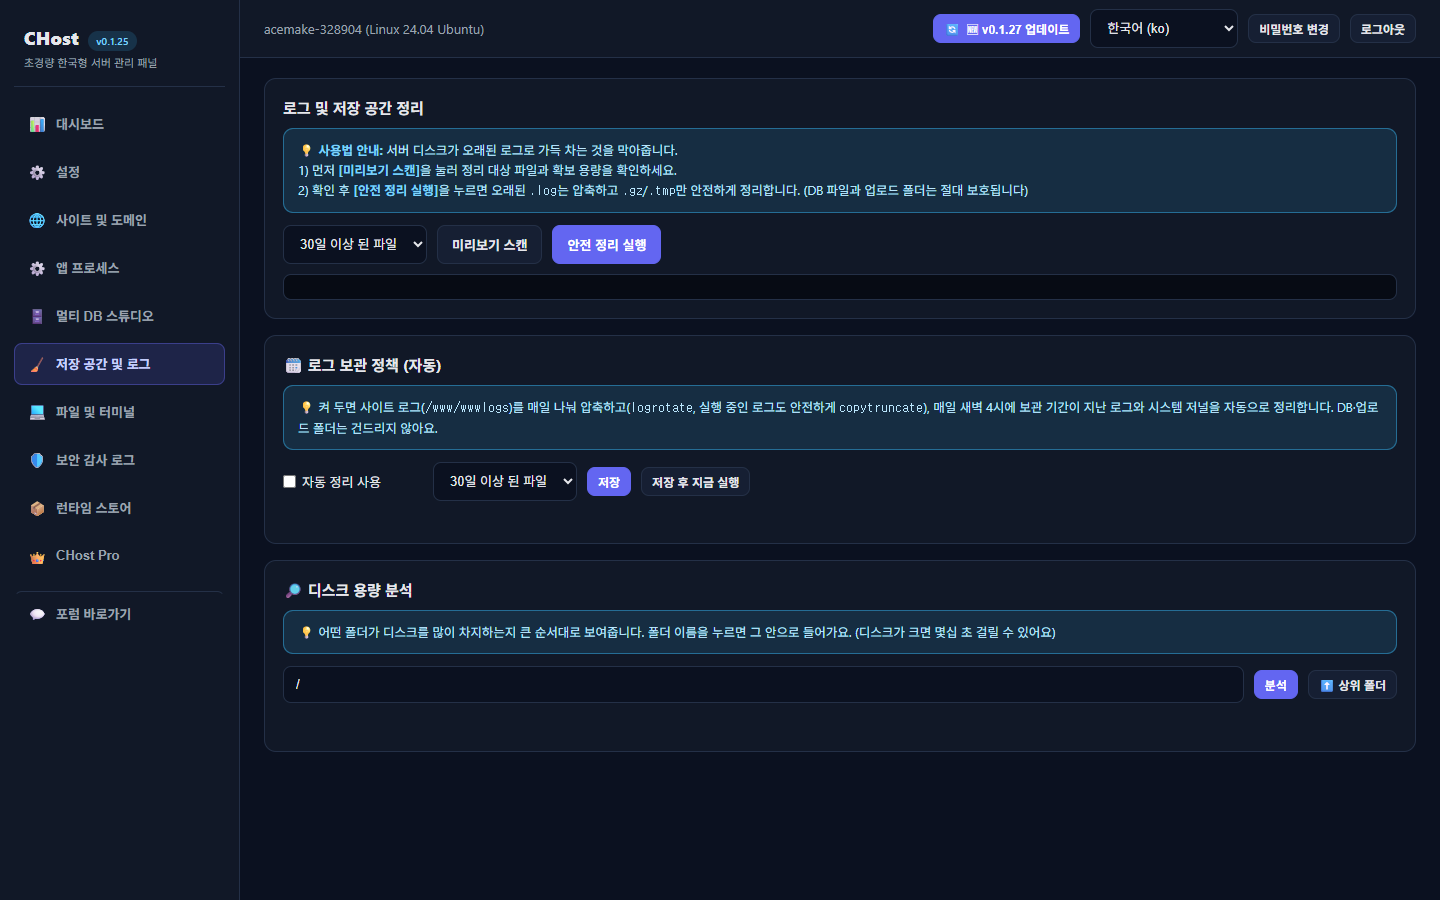 CHost v0.1.25
초경량 한국형 서버 관리 패널
대시보드
설정
사이트 및 도메인
앱 프로세스
멀티 DB 스튜디오
저장 공간 및 로그
파일 및 터미널
보안 감사 로그
런타임 스토어
CHost Pro
포럼 바로가기
acemake-328904 (Linux 24.04 Ubuntu)
🆕 v0.1.27 업데이트
한국어 (ko)
비밀번호 변경
로그아웃
로그 및 저장 공간 정리
💡 사용법 안내: 서버 디스크가 오래된 로그로 가득 차는 것을 막아줍니다.
1) 먼저 [미리보기 스캔]을 눌러 정리 대상 파일과 확보 용량을 확인하세요.
2) 확인 후 [안전 정리 실행]을 누르면 오래된 .log는 압축하고 .gz/.tmp만 안전하게 정리합니다. (DB 파일과 업로드 폴더는 절대 보호됩니다)
30일 이상 된 파일
미리보기 스캔
안전 정리 실행
로그 보관 정책 (자동)
💡 켜 두면 사이트 로그(/www/wwwlogs)를 매일 나눠 압축하고(logrotate, 실행 중인 로그도 안전하게 copytruncate), 매일 새벽 4시에 보관 기간이 지난 로그와 시스템 저널을 자동으로 정리합니다. DB·업로
드 폴더는 건드리지 않아요.
자동 정리 사용
30일 이상 된 파일
저장
저장 후 지금 실행
🔎 디스크 용량 분석
💡 어떤 폴더가 디스크를 많이 차지하는지 큰 순서대로 보여줍니다. 폴더 이름을 누르면 그 안으로 들어가요. (디스크가 크면 몇십 초 걸릴 수 있어요)
/
분석
⬆️ 상위 폴더